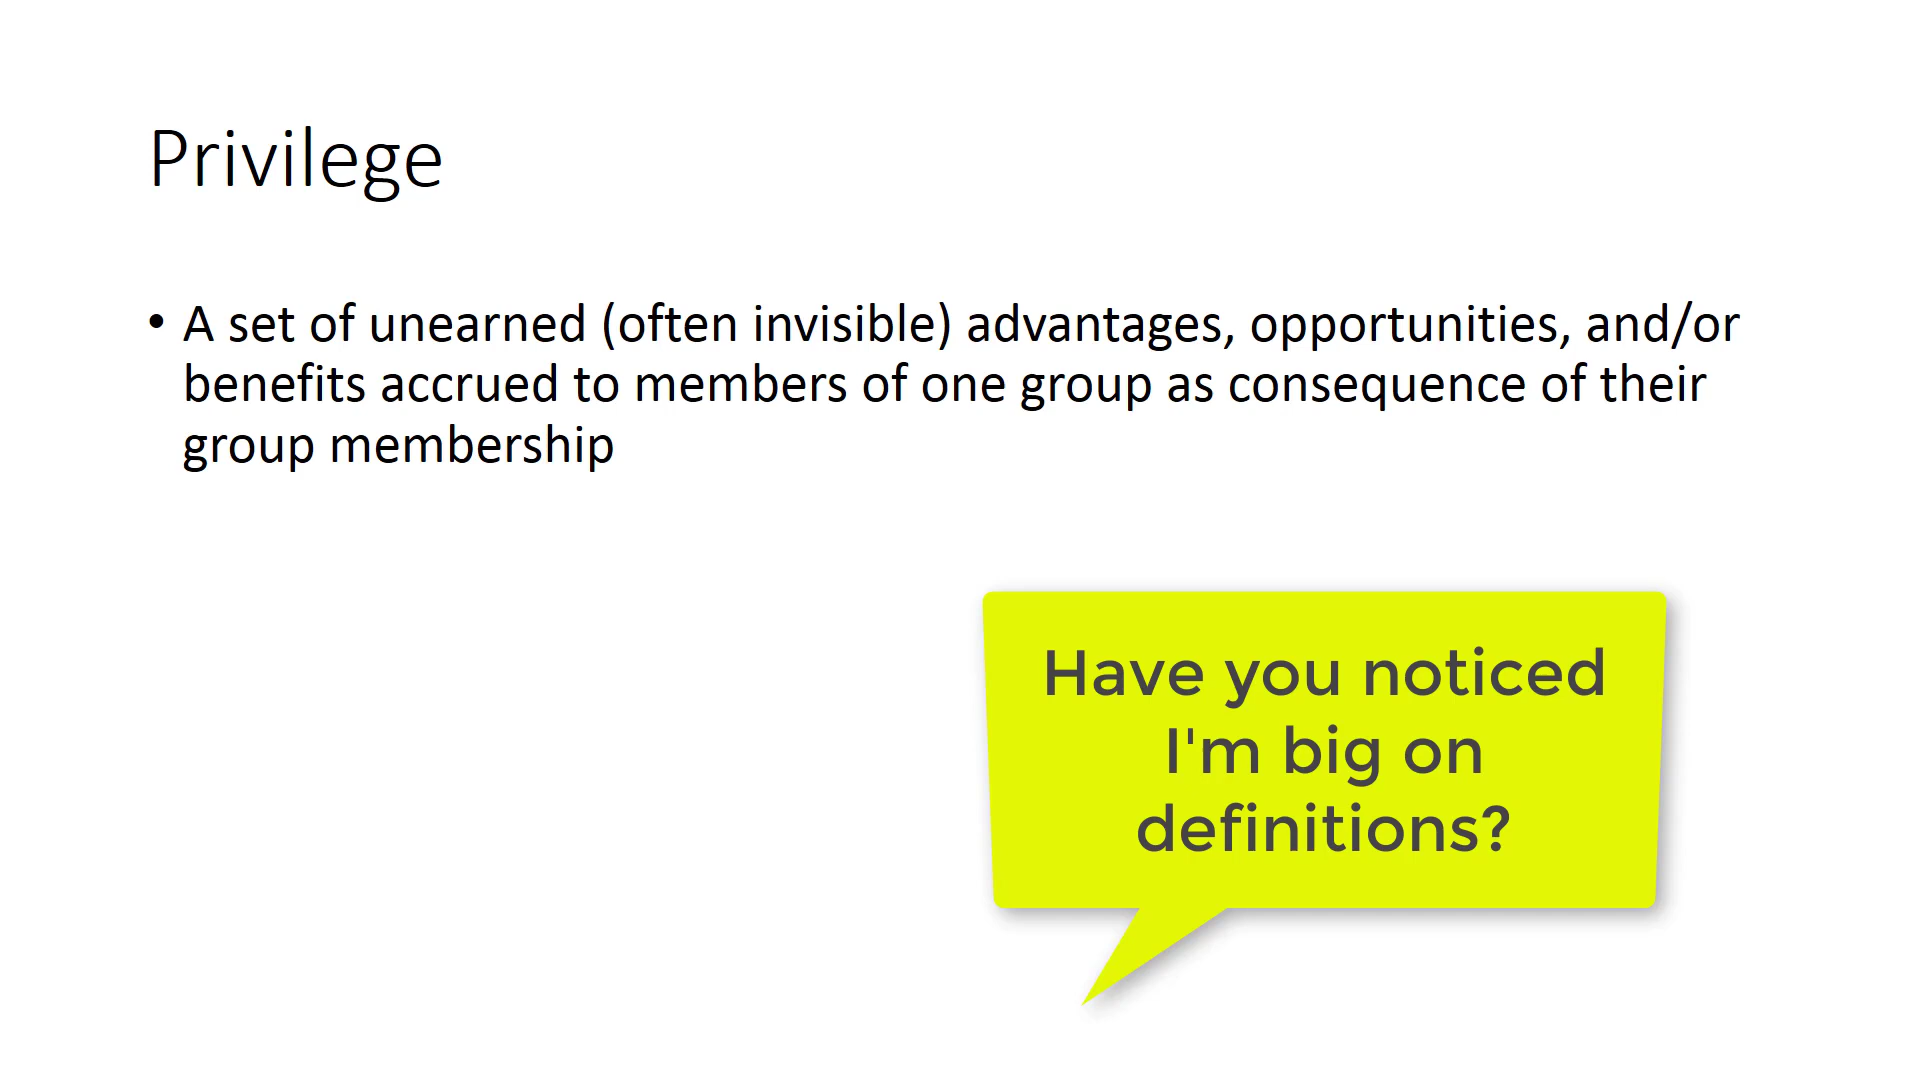 Privilege
• A set of unearned (often invisible) advantages, opportunities, and/or
benefits accrued to members of one group as consequence of their
group membership
Have you noticed
I'm big on
definitions?